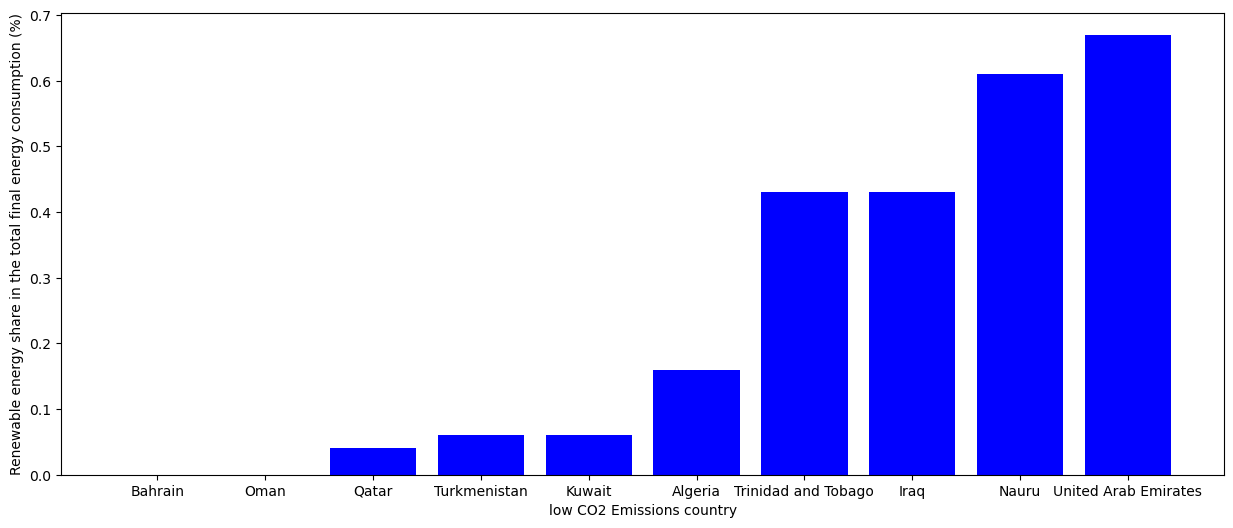 Renewable energy share in the total final energy consumption (%)
0.7
0.6
0.5
0.4
0.3
0.2
0.1
0.0
Bahrain Oman Qatar Turkmenistan Kuwait Algeria Trinidad and Tobago Iraq Nauru United Arab Emirates
low CO2 Emissions country